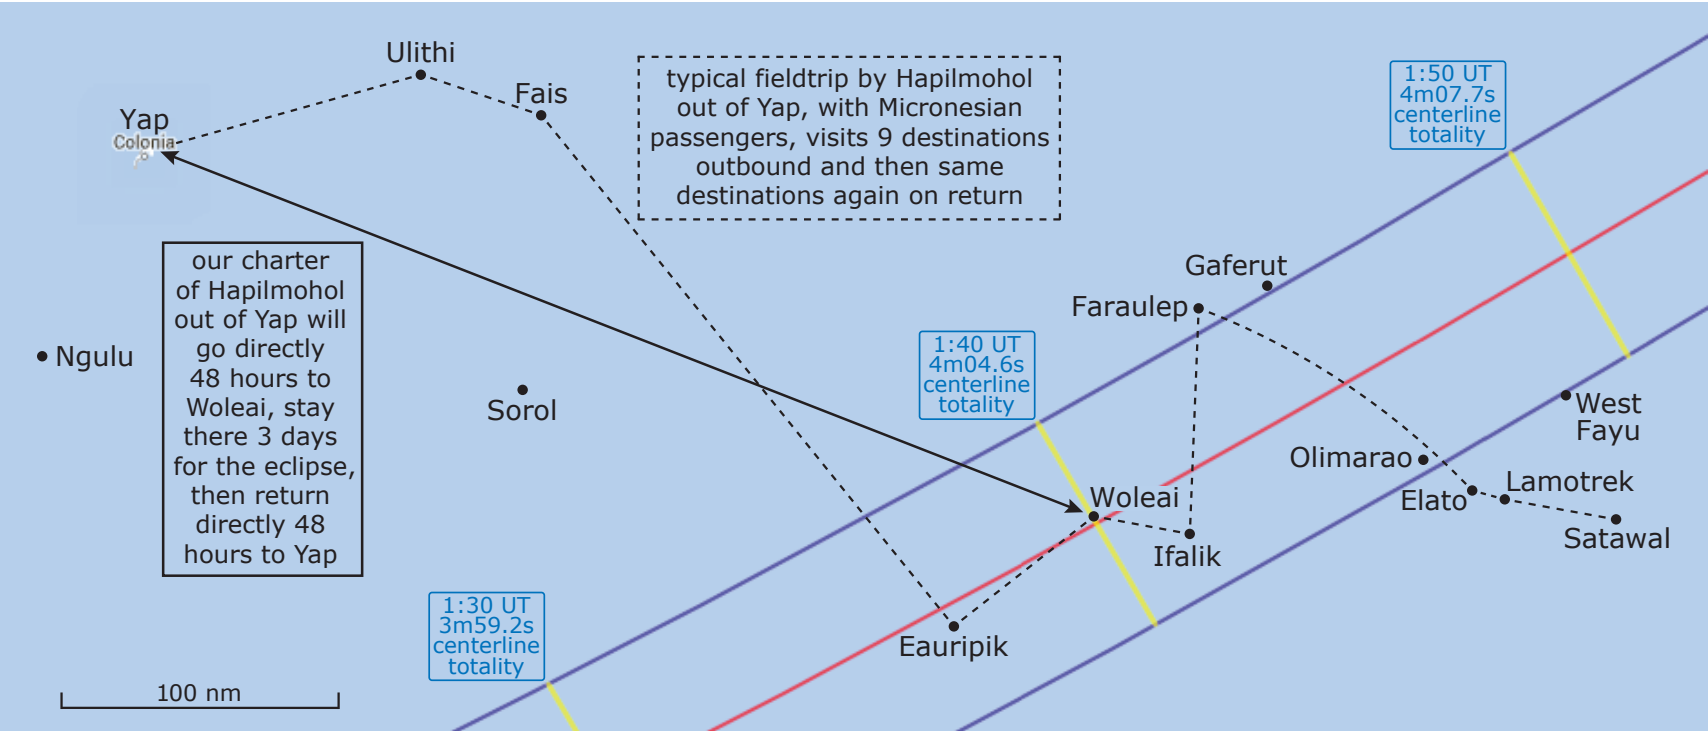 Ulithi
Fais
Yap
Colonia
typical fieldtrip by Hapilmohol
out of Yap, with Micronesian
passengers, visits 9 destinations
outbound and then same
destinations again on return
1:50 UT
4m07.7s
centerline
totality
our charter
of Hapilmohol
out of Yap will
go directly
48 hours to
Woleai, stay
there 3 days
for the eclipse,
then return
directly 48
hours to Yap
Ngulu
Sorol
Gaferut
Faraulep
1:40 UT
4m04.6s
centerline
totality
West
Fayu
Olimarao
Elato
Lamotrek
Satawal
Woleai
Ifalik
Eauripik
1:30 UT
3m59.2s
centerline
totality
100 nm